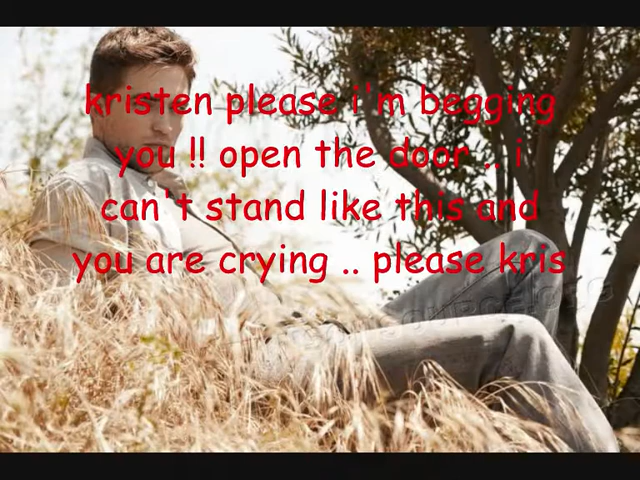 kristen please i'm begging
you !! open the door .. i
can't stand like this and
you are crying .. please kris